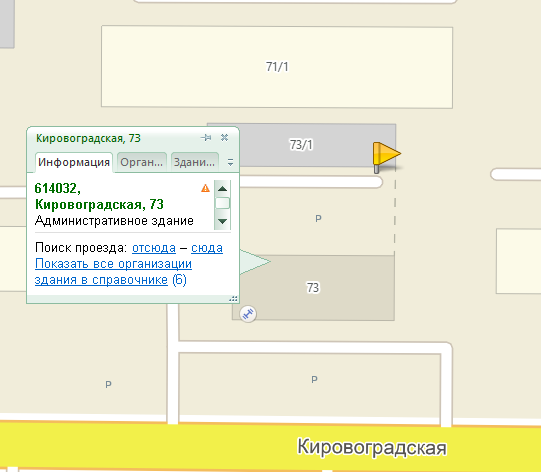 71/1
Кировоградская, 73
73/1
Информация
Орган...
Здани...
614032,
Кировоградская, 73
Административное здание
P
Поиск проезда: отсюда – сюда
Показать все организации
здания в справочнике (6)
73
P
P
Кировоградская